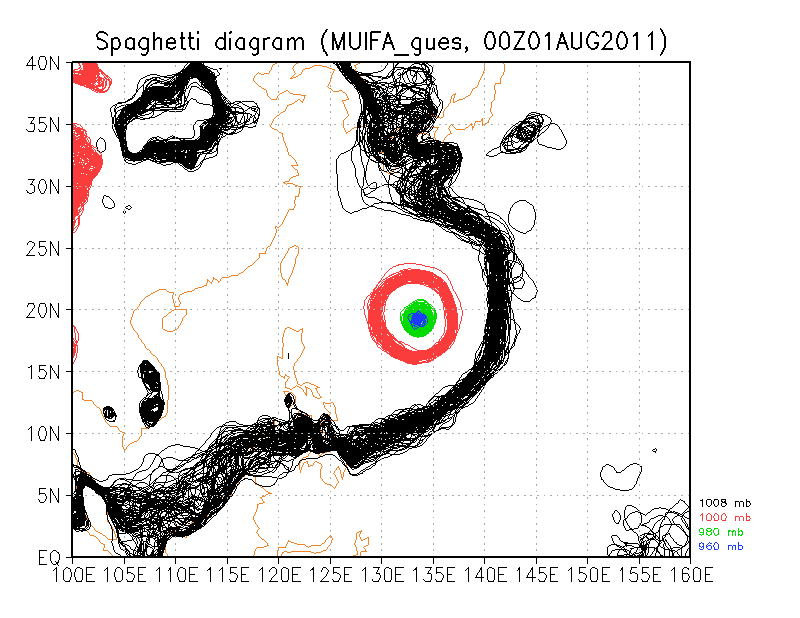 Spaghetti diagram (MUIFA_gues, 00Z01AUG2011)
40N
35N
30N
25N
20N
15N
10N
5N
EQ
100E 105E 110E 115E 120E 125E 130E 135E 140E 145E 150E 155E 160E
1008 mb
1000 mb
980 mb
960 mb